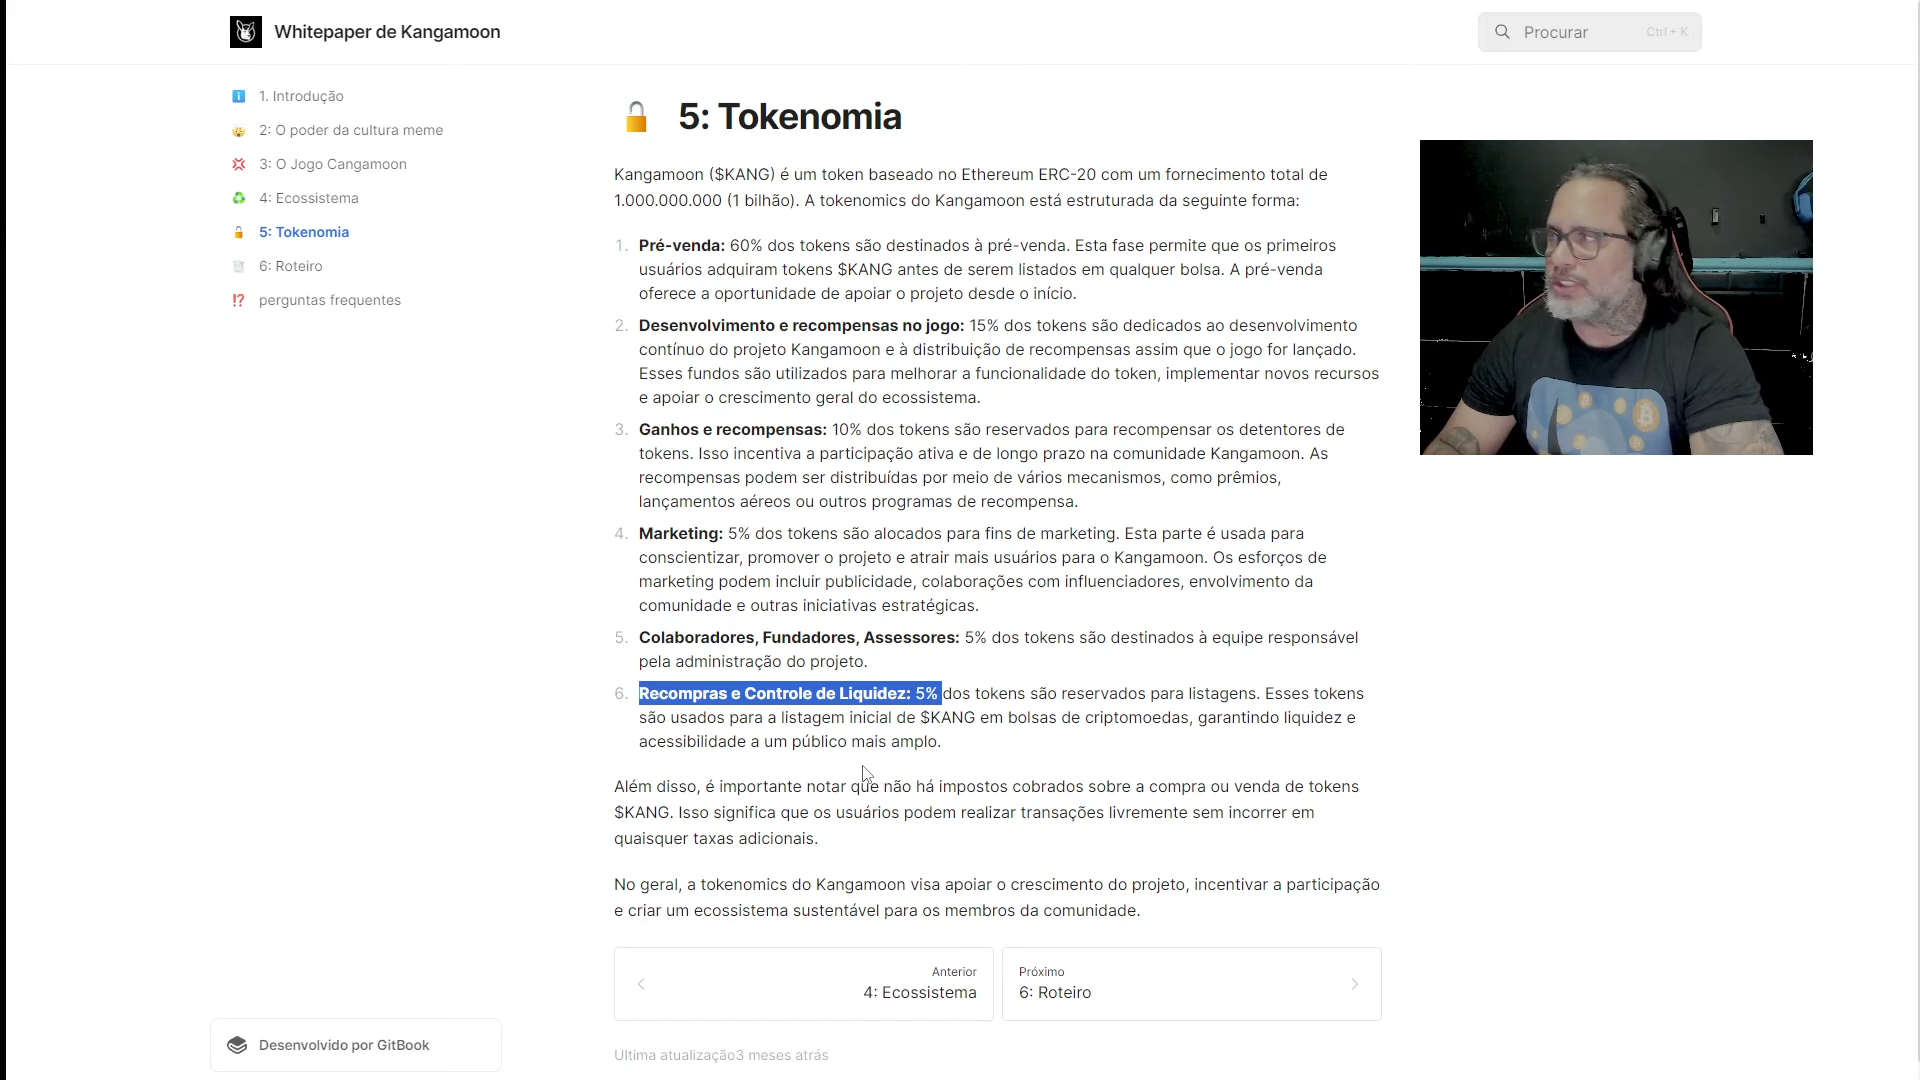 Whitepaper de Kangamoon
Procurar
Ctrl + K
1. Introdução
2: O poder da cultura meme
3: O Jogo Cangamoon
4: Ecossistema
5: Tokenomia
6: Roteiro
perguntas frequentes
5: Tokenomia
Kangamoon ($KANG) é um token baseado no Ethereum ERC-20 com um fornecimento total de
1.000.000.000 (1 bilhão). A tokenomics do Kangamoon está estruturada da seguinte forma:
1. Pré-venda: 60% dos tokens são destinados à pré-venda. Esta fase permite que os primeiros
usuários adquiram tokens $KANG antes de serem listados em qualquer bolsa. A pré-venda
oferece a oportunidade de apoiar o projeto desde o início.
2. Desenvolvimento e recompensas no jogo: 15% dos tokens são dedicados ao desenvolvimento
contínuo do projeto Kangamoon e à distribuição de recompensas assim que o jogo for lançado.
Esses fundos são utilizados para melhorar a funcionalidade do token, implementar novos recursos
e apoiar o crescimento geral do ecossistema.
3. Ganhos e recompensas: 10% dos tokens são reservados para recompensar os detentores de
tokens. Isso incentiva a participação ativa e de longo prazo na comunidade Kangamoon. As
recompensas podem ser distribuídas por meio de vários mecanismos, como prêmios,
lançamentos aéreos ou outros programas de recompensa.
4. Marketing: 5% dos tokens são alocados para fins de marketing. Esta parte é usada para
conscientizar, promover o projeto e atrair mais usuários para o Kangamoon. Os esforços de
marketing podem incluir publicidade, colaborações com influenciadores, envolvimento da
comunidade e outras iniciativas estratégicas.
5. Colaboradores, Fundadores, Assessores: 5% dos tokens são destinados à equipe responsável
pela administração do projeto.
6. Recompras e Controle de Liquidez: 5% dos tokens são reservados para listagens. Esses tokens
são usados para a listagem inicial de $KANG em bolsas de criptomoedas, garantindo liquidez e
acessibilidade a um público mais amplo.
Além disso, é importante notar que não há impostos cobrados sobre a compra ou venda de tokens
$KANG. Isso significa que os usuários podem realizar transações livremente sem incorrer em
quaisquer taxas adicionais.
No geral, a tokenomics do Kangamoon visa apoiar o crescimento do projeto, incentivar a participação
e criar um ecossistema sustentável para os membros da comunidade.
Anterior
4: Ecossistema
Próximo
6: Roteiro
Desenvolvido por GitBook
Ultima atualização3 meses atrás